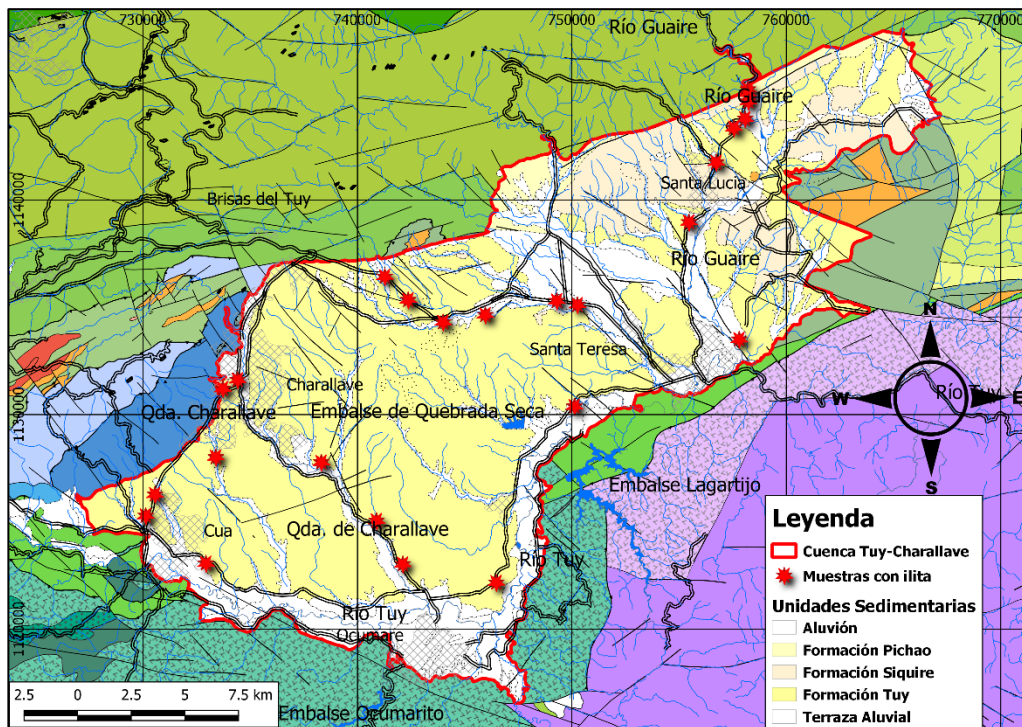 730000
740000
750000
760000
770000
Río Guaire
Río Guaire
1140000
Santa Lucía
Brisas del Tuy
Río Guaire
N
Santa Teresa
Charallave
Río Tuy
W
E
1130000
Qda. Charallave
Embalse de Quebrada Seca
Embalse Lagartijo
S
Leyenda
Cua
Qda. de Charallave
Cuenca Tuy-Charallave
Río Tuy
Muestras con ilita
Unidades Sedimentarias
1120000
Río Tuy
Ocumare
Aluvión
Formación Pichao
Formación Siquire
Formación Tuy
Terraza Aluvial
2.5 0 2.5 5 7.5 km
Embalse Ocumarito